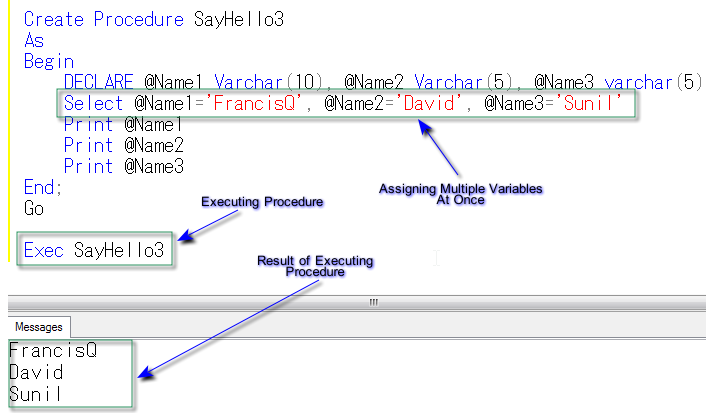 Create Procedure SayHello3
As
Begin
DECLARE @Name1 Varchar(10), @Name2 Varchar(5), @Name3 varchar(5)
Select @Name1='FrancisQ', @Name2='David', @Name3='Sunil'
Print @Name1
Print @Name2
Print @Name3
End;
Go
Assigning Multiple Variables
At Once
Executing Procedure
Exec SayHello3
Result of Executing
Procedure
Messages
FrancisQ
David
Sunil